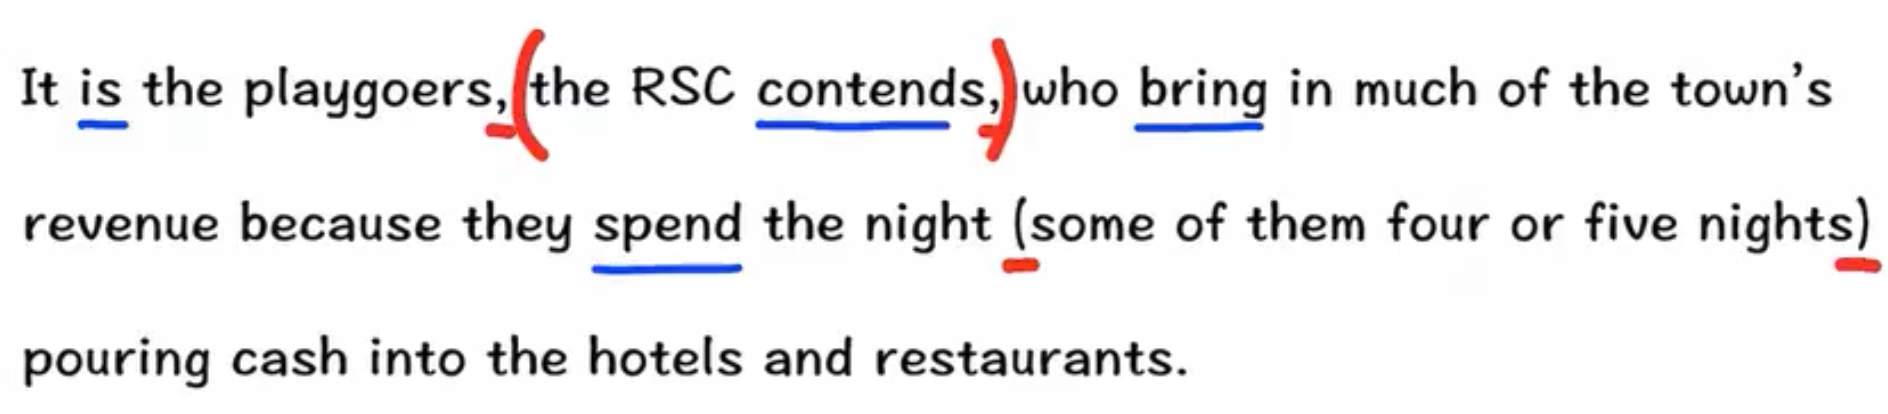 It is the playgoers, (the RSC contends,) who bring in much of the town's
revenue because they spend the night (some of them four or five nights)
pouring cash into the hotels and restaurants.